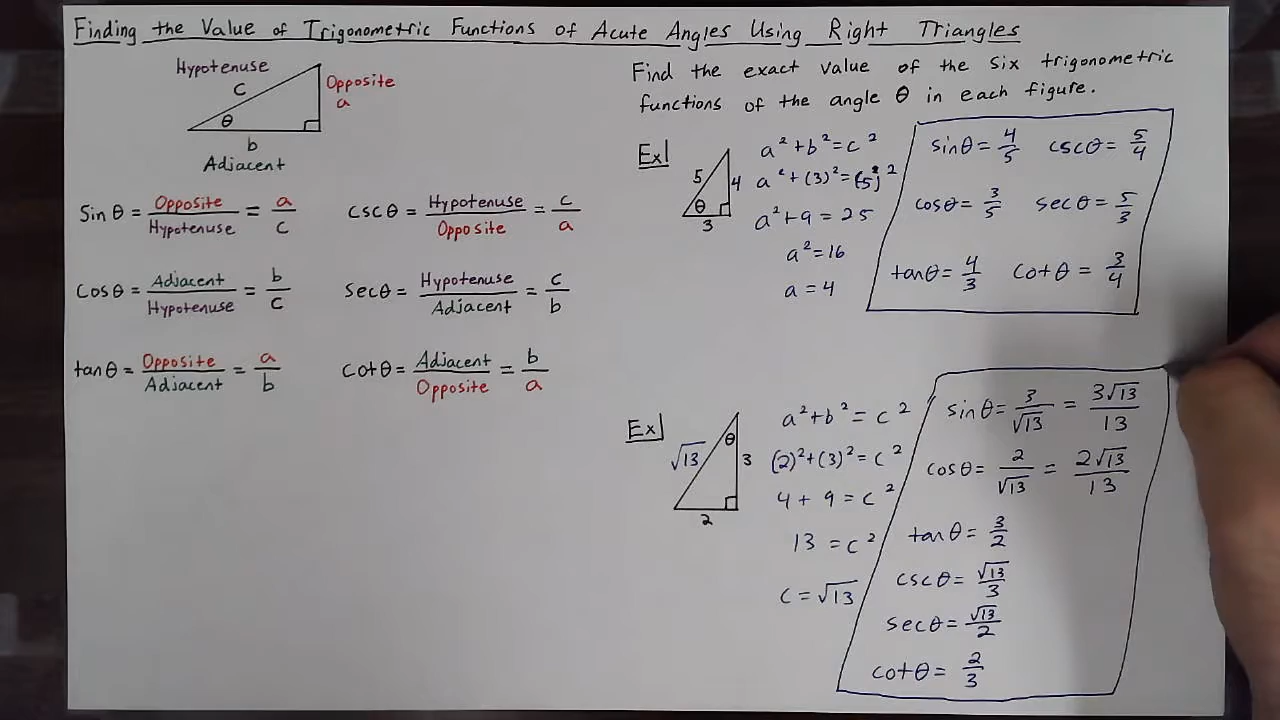 Finding the Value of Trigonometric Functions of Acute Angles Using Right Triangles
Hypotenuse
c
Opposite
a
θ
b
Adjacent
Sin θ = Opposite/Hypotenuse = a/c
csc θ = Hypotenuse/Opposite = c/a
Cos θ = Adjacent/Hypotenuse = b/c
Sec θ = Hypotenuse/Adjacent = c/b
tan θ = Opposite/Adjacent = a/b
Cot θ = Adjacent/Opposite = b/a
Find the exact value of the six trigonometric
functions of the angle θ in each figure.
Ex
5
4
θ
3
a² + b² = c²
a² + (3)² = (5)²
a² + 9 = 25
a² = 16
a = 4
sin θ = 4/5 csc θ = 5/4
cos θ = 3/5 sec θ = 5/3
tan θ = 4/3 Cot θ = 3/4
Ex
√13
θ
3
2
a² + b² = c²
(2)² + (3)² = c²
4 + 9 = c²
13 = c²
c = √13
sin θ = 3/√13 = 3√13/13
cos θ = 2/√13 = 2√13/13
tan θ = 3/2
csc θ = √13/3
sec θ = √13/2
cot θ = 2/3